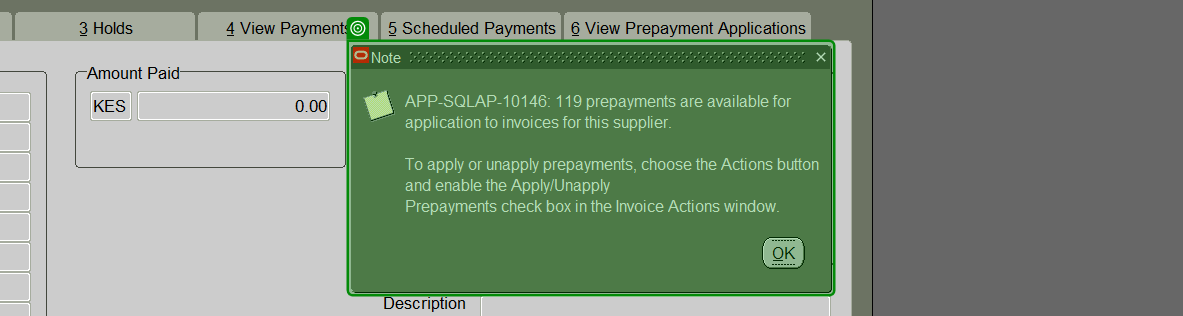 3 Holds
4 View Payments
5 Scheduled Payments
6 View Prepayment Applications
Amount Paid
KES
0.00
Note
APP-SQLAP-10146: 119 prepayments are available for
application to invoices for this supplier.
To apply or unapply prepayments, choose the Actions button
and enable the Apply/Unapply
Prepayments check box in the Invoice Actions window.
OK
Description